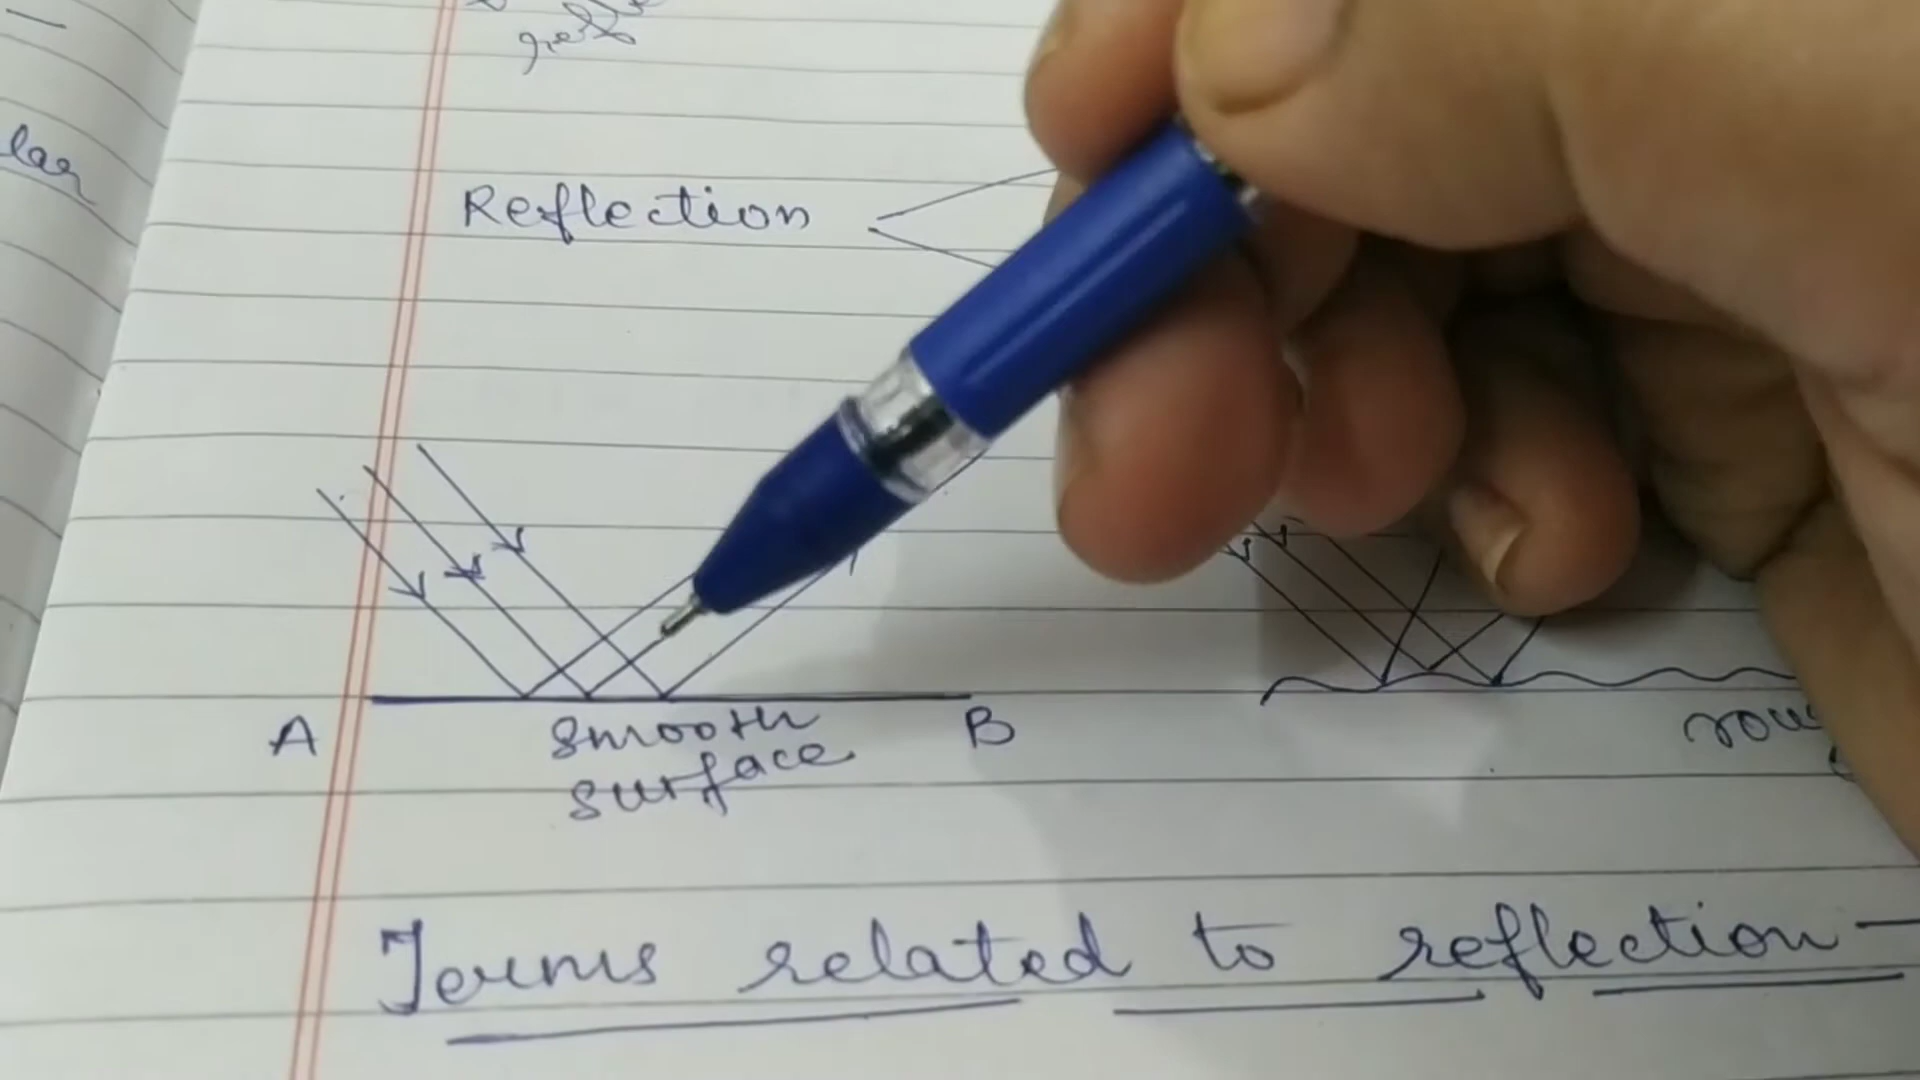 Reflection
A
B
smooth
surface
Terms related to reflection —